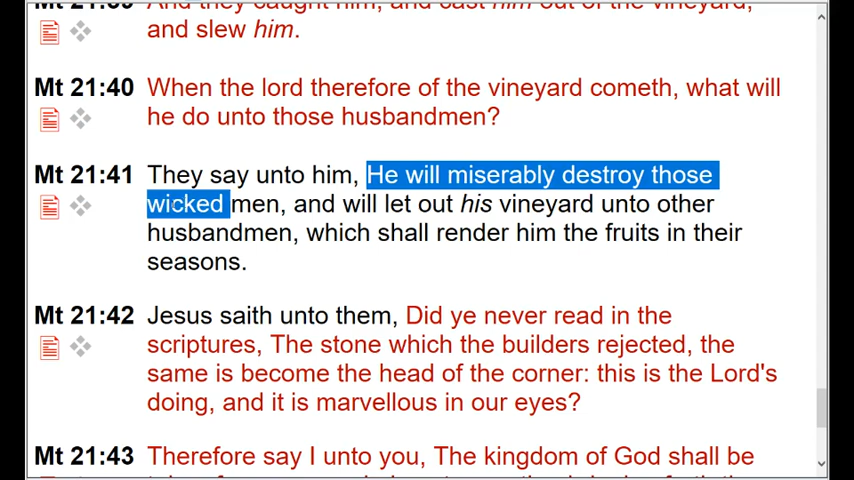 and slew him.
Mt 21:40 When the lord therefore of the vineyard cometh, what will
he do unto those husbandmen?
Mt 21:41 They say unto him, He will miserably destroy those
wicked men, and will let out his vineyard unto other
husbandmen, which shall render him the fruits in their
seasons.
Mt 21:42 Jesus saith unto them, Did ye never read in the
scriptures, The stone which the builders rejected, the
same is become the head of the corner: this is the Lord's
doing, and it is marvellous in our eyes?
Mt 21:43 Therefore say I unto you, The kingdom of God shall be